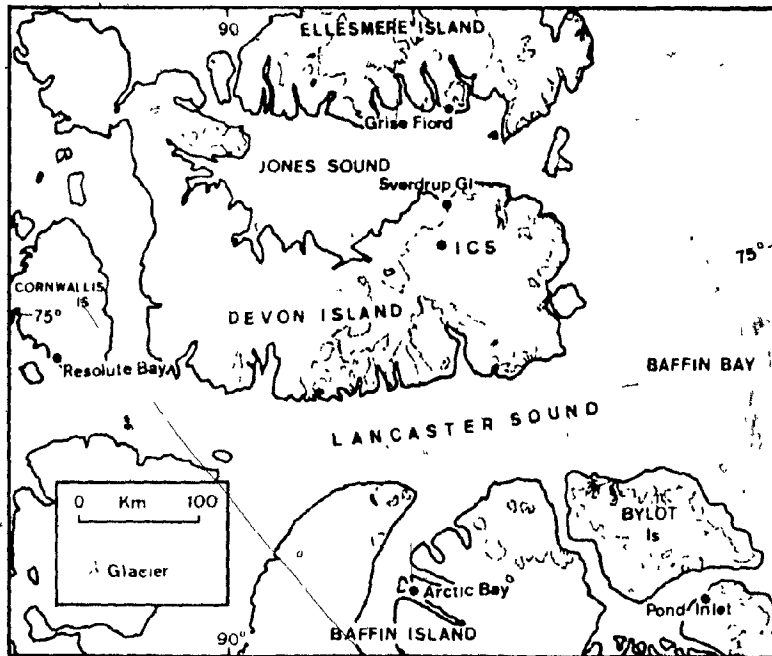 90
ELLESMERE ISLAND
Grise Fiord
JONES SOUND
Sverdrup Gl
ICS
75°
CORNWALLIS
IS
75°
DEVON ISLAND
Resolute Bay
BAFFIN BAY
LANCASTER SOUND
0 Km 100
Glacier
BYLOT
Is
Arctic Bay
Pond Inlet
90°
BAFFIN ISLAND